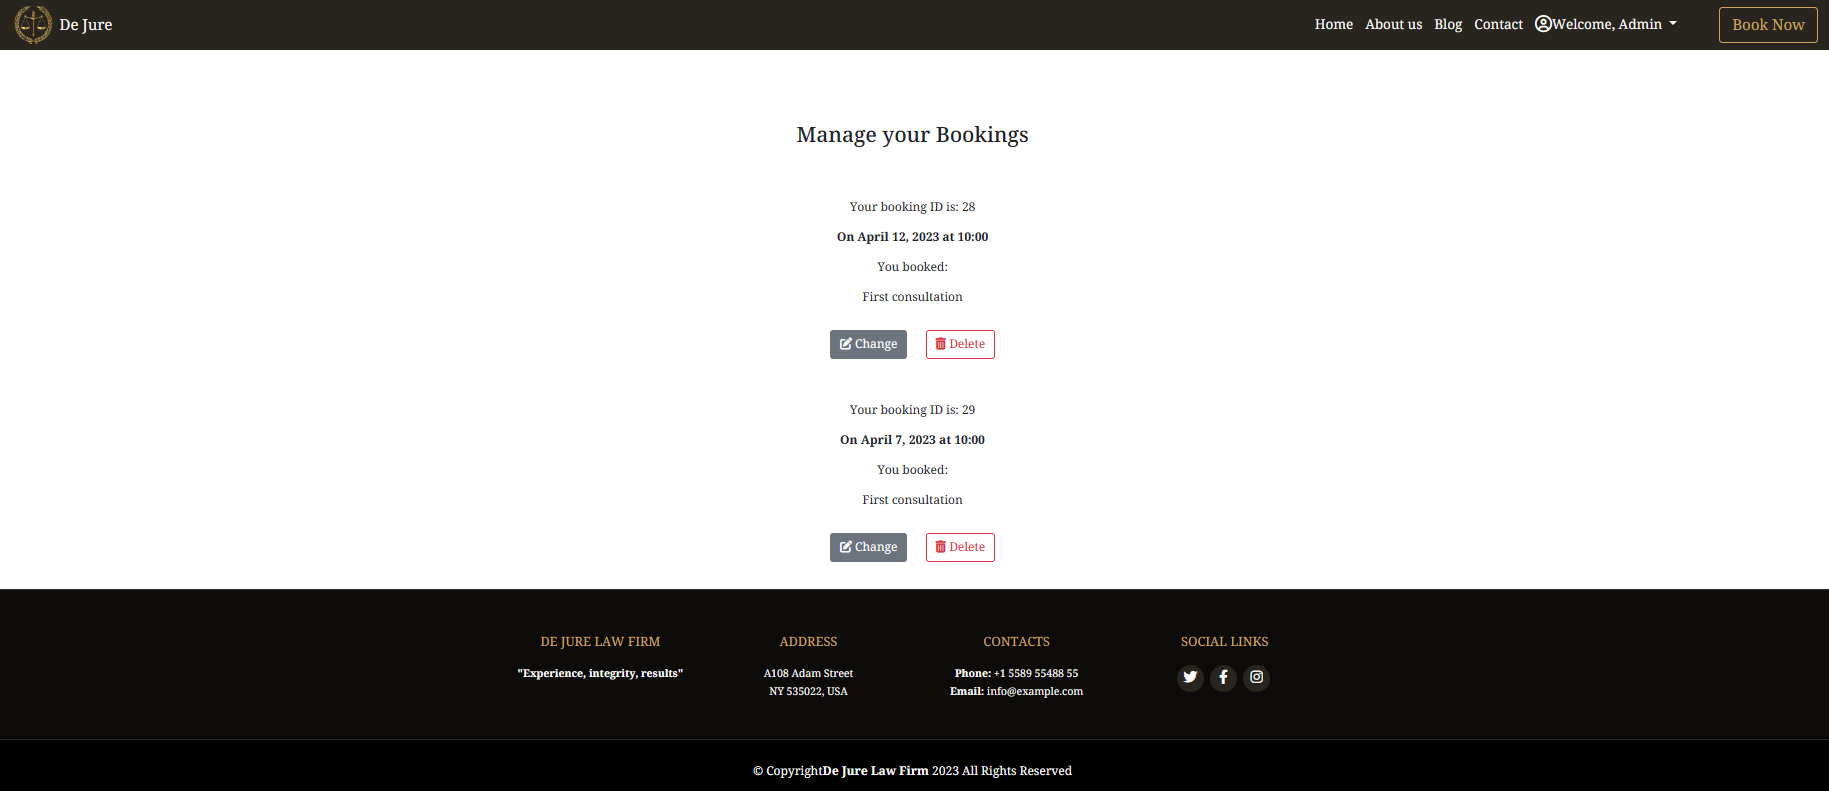 De Jure
Home About us Blog Contact Welcome, Admin
Book Now
Manage your Bookings
Your booking ID is: 28
On April 12, 2023 at 10:00
You booked:
First consultation
Change Delete
Your booking ID is: 29
On April 7, 2023 at 10:00
You booked:
First consultation
Change Delete
DE JURE LAW FIRM
"Experience, integrity, results"
ADDRESS
A108 Adam Street
NY 535022, USA
CONTACTS
Phone: +1 5589 55488 55
Email: info@example.com
SOCIAL LINKS
© CopyrightDe Jure Law Firm 2023 All Rights Reserved